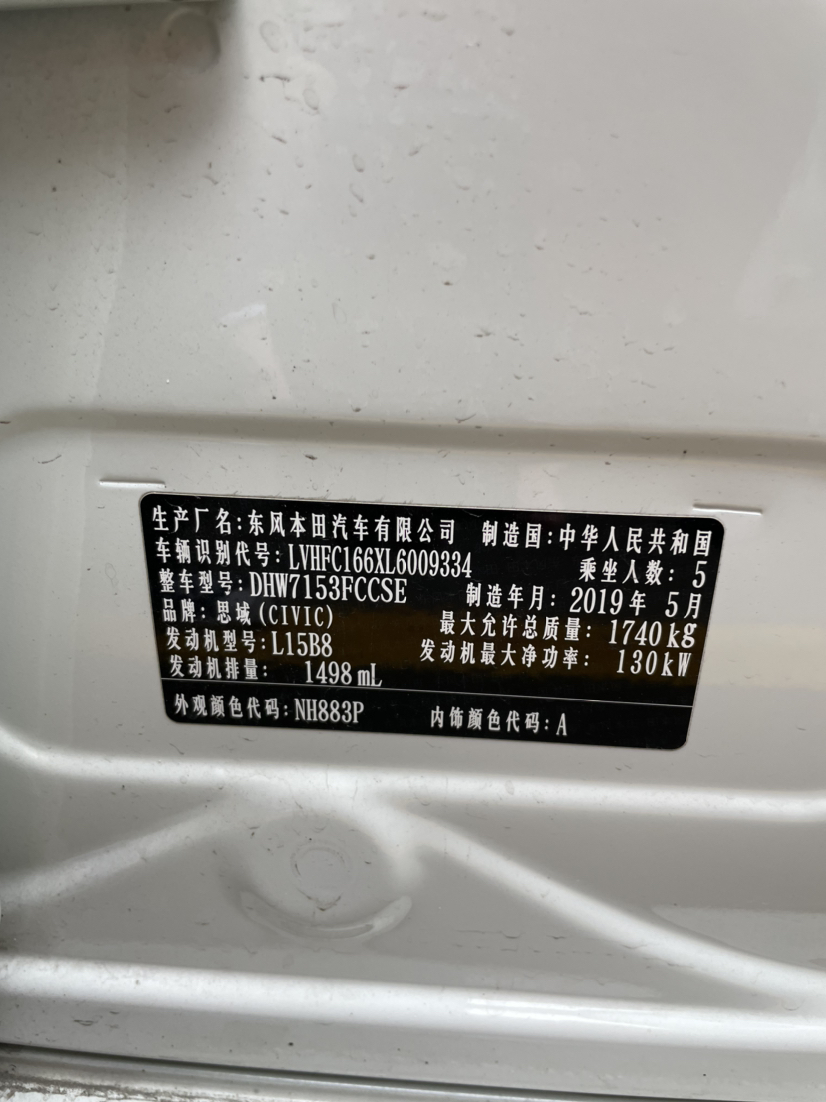 生产厂名:东风本田汽车有限公司 制造国:中华人民共和国
车辆识别代号:LVHFC166XL6009334 乘坐人数: 5
整车型号:DHW7153FCCSE 制造年月: 2019年 5月
品牌: 思域(CIVIC) 最大允许总质量: 1740kg
发动机型号:L15B8 发动机最大净功率: 130kW
发动机排量: 1498mL
外观颜色代码:NH883P 内饰颜色代码:A